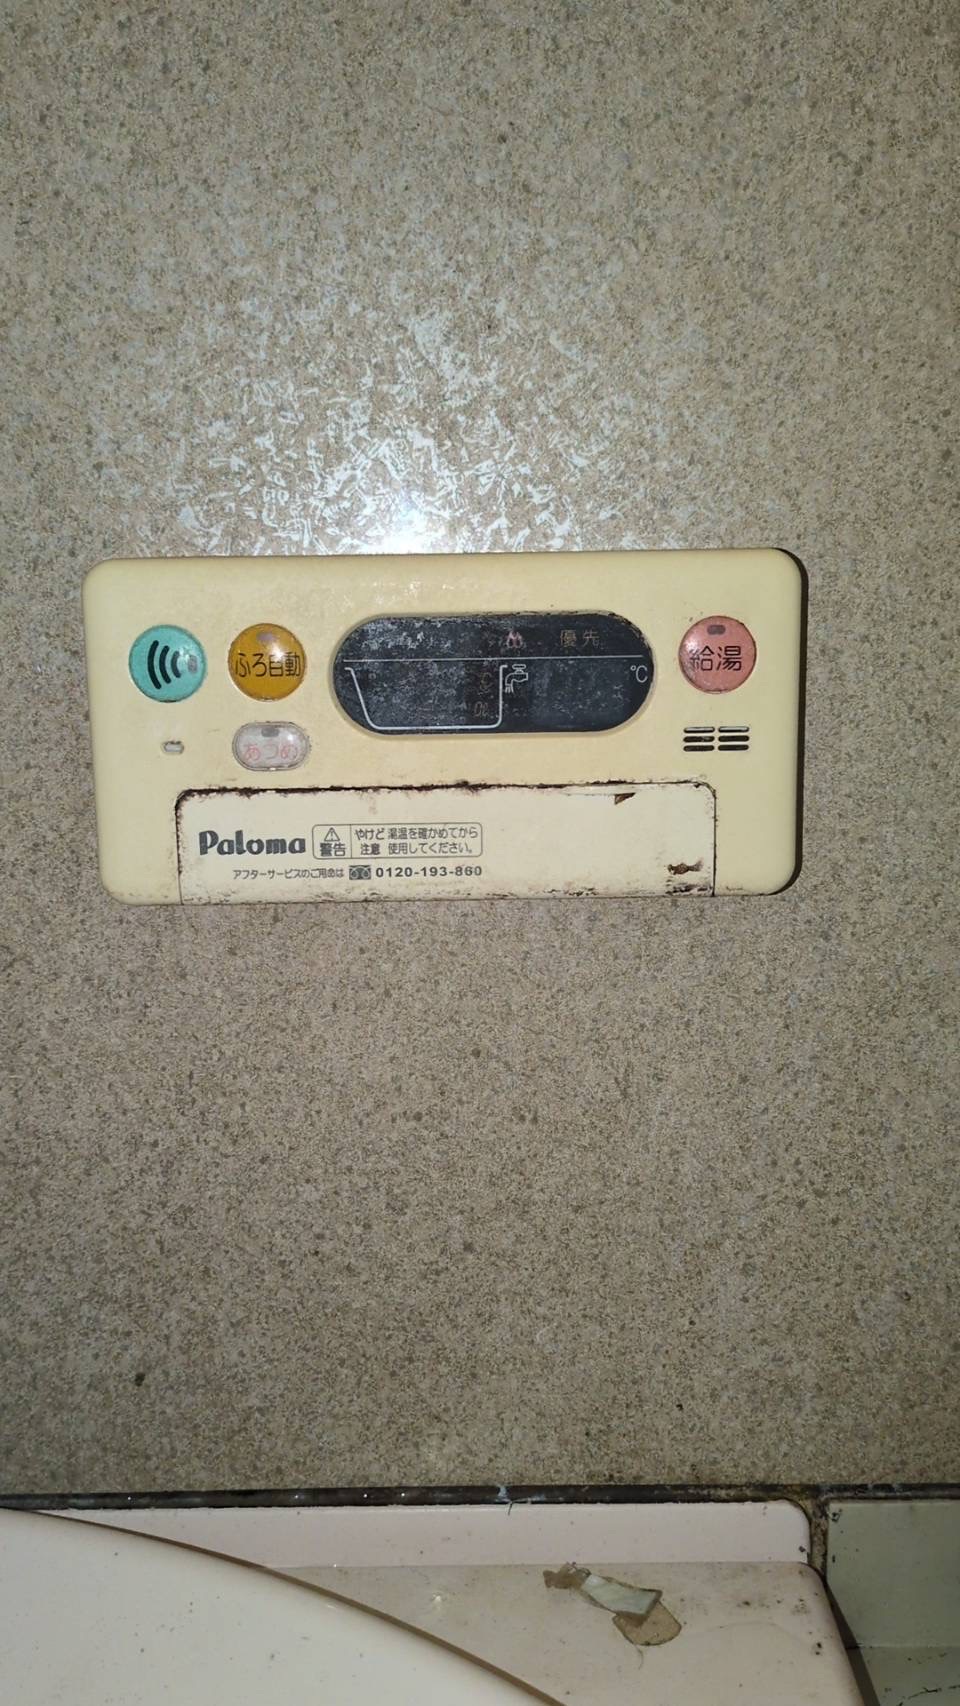 優先
ふろ自動
給湯
℃
あつめ
Paloma
警告
やけど 湯温を確かめてから
注意 使用してください。
アフターサービスのご用命は 0120-193-860